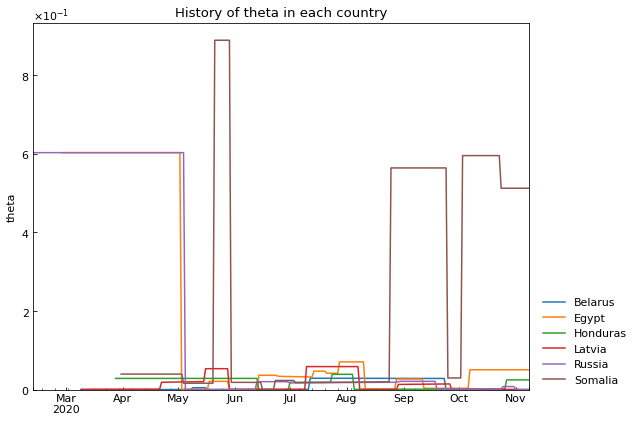 History of theta in each country
×10⁻¹
8
6
4
2
0
theta
Mar Apr May Jun Jul Aug Sep Oct Nov
2020
Belarus
Egypt
Honduras
Latvia
Russia
Somalia